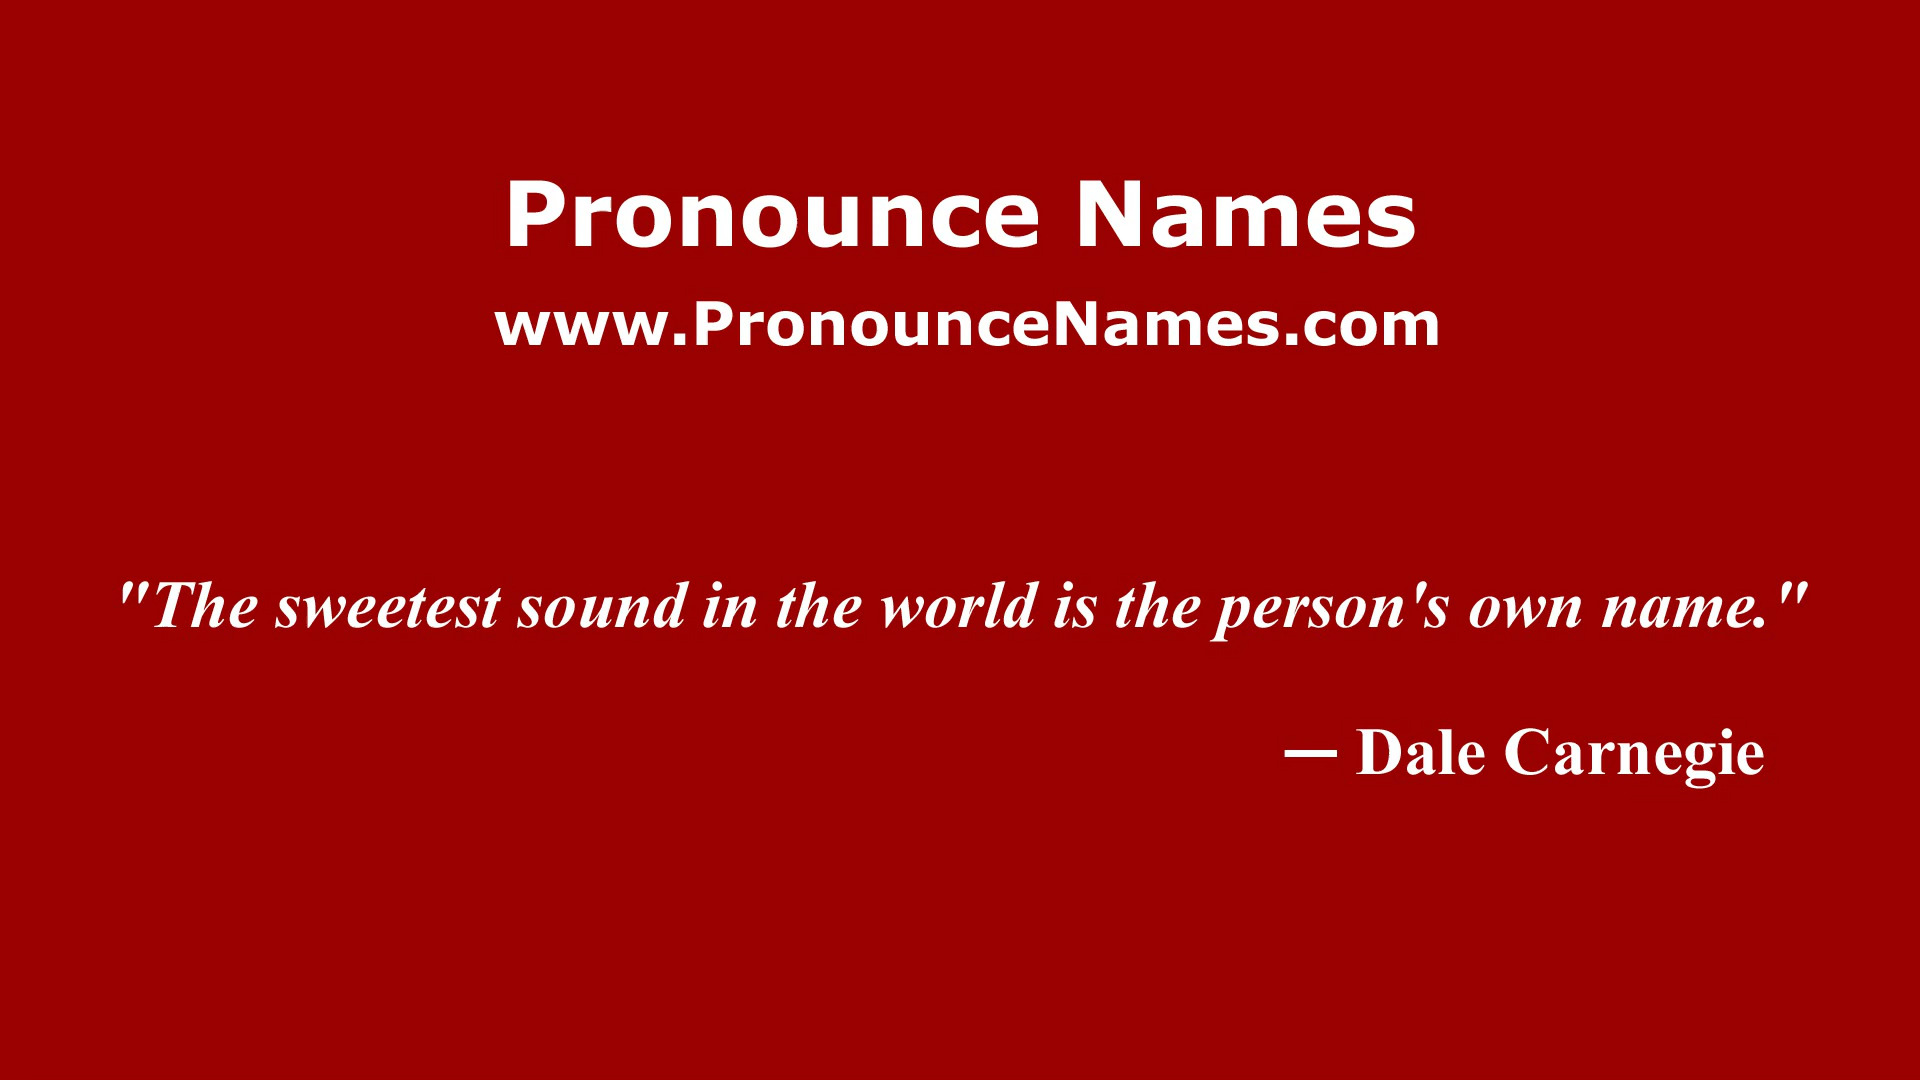 Pronounce Names
www.PronounceNames.com
"The sweetest sound in the world is the person's own name."
— Dale Carnegie